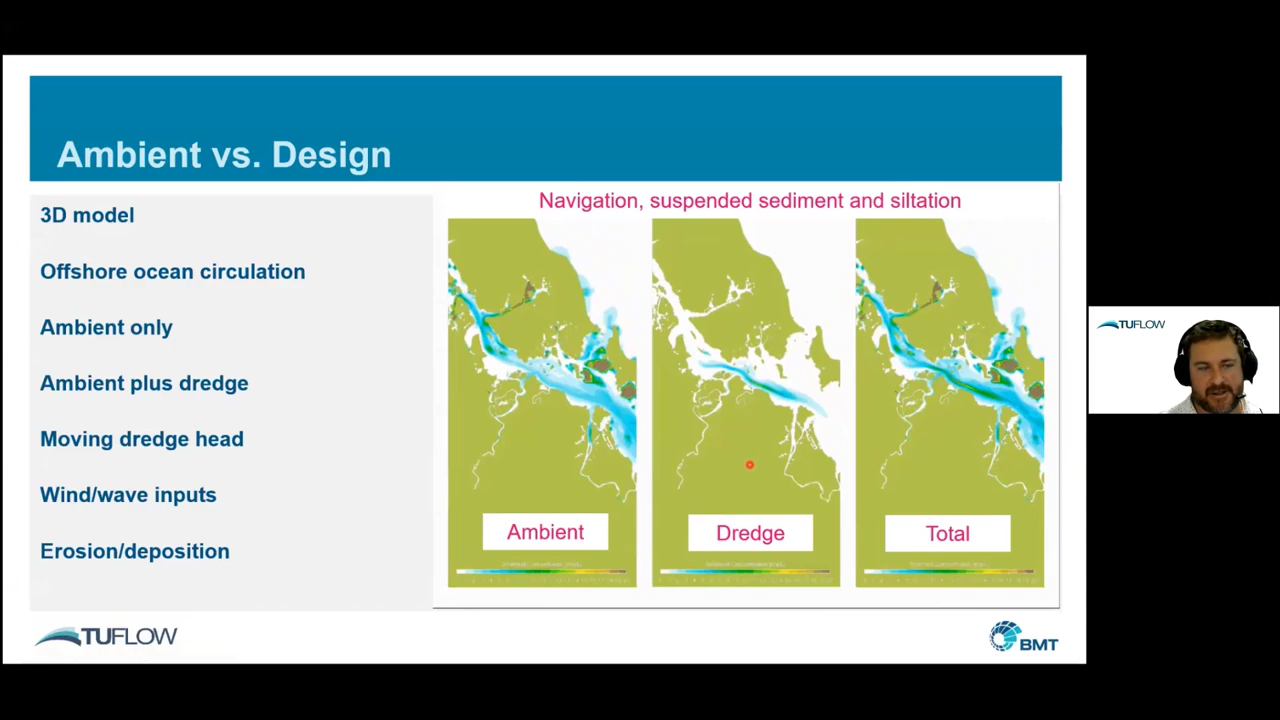 Ambient vs. Design
3D model
Offshore ocean circulation
Ambient only
Ambient plus dredge
Moving dredge head
Wind/wave inputs
Erosion/deposition
Navigation, suspended sediment and siltation
Ambient
Dredge
Total
TUFLOW
BMT
TUFLOW